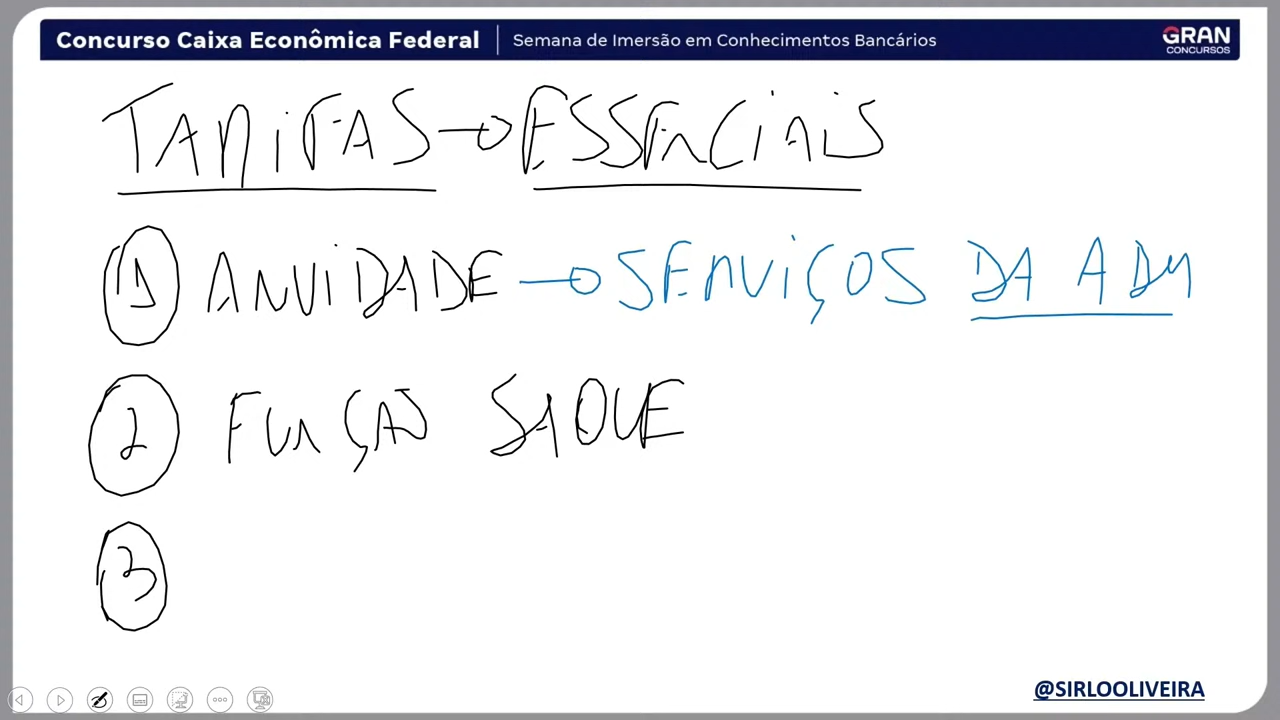 Concurso Caixa Econômica Federal | Semana de Imersão em Conhecimentos Bancários GRAN CONCURSOS
TARIFAS → ESSENCIAIS
1 ANUIDADE → SERVIÇOS DA ADM
2 FUNÇÃO SAQUE
3
@SIRLOOLIVEIRA